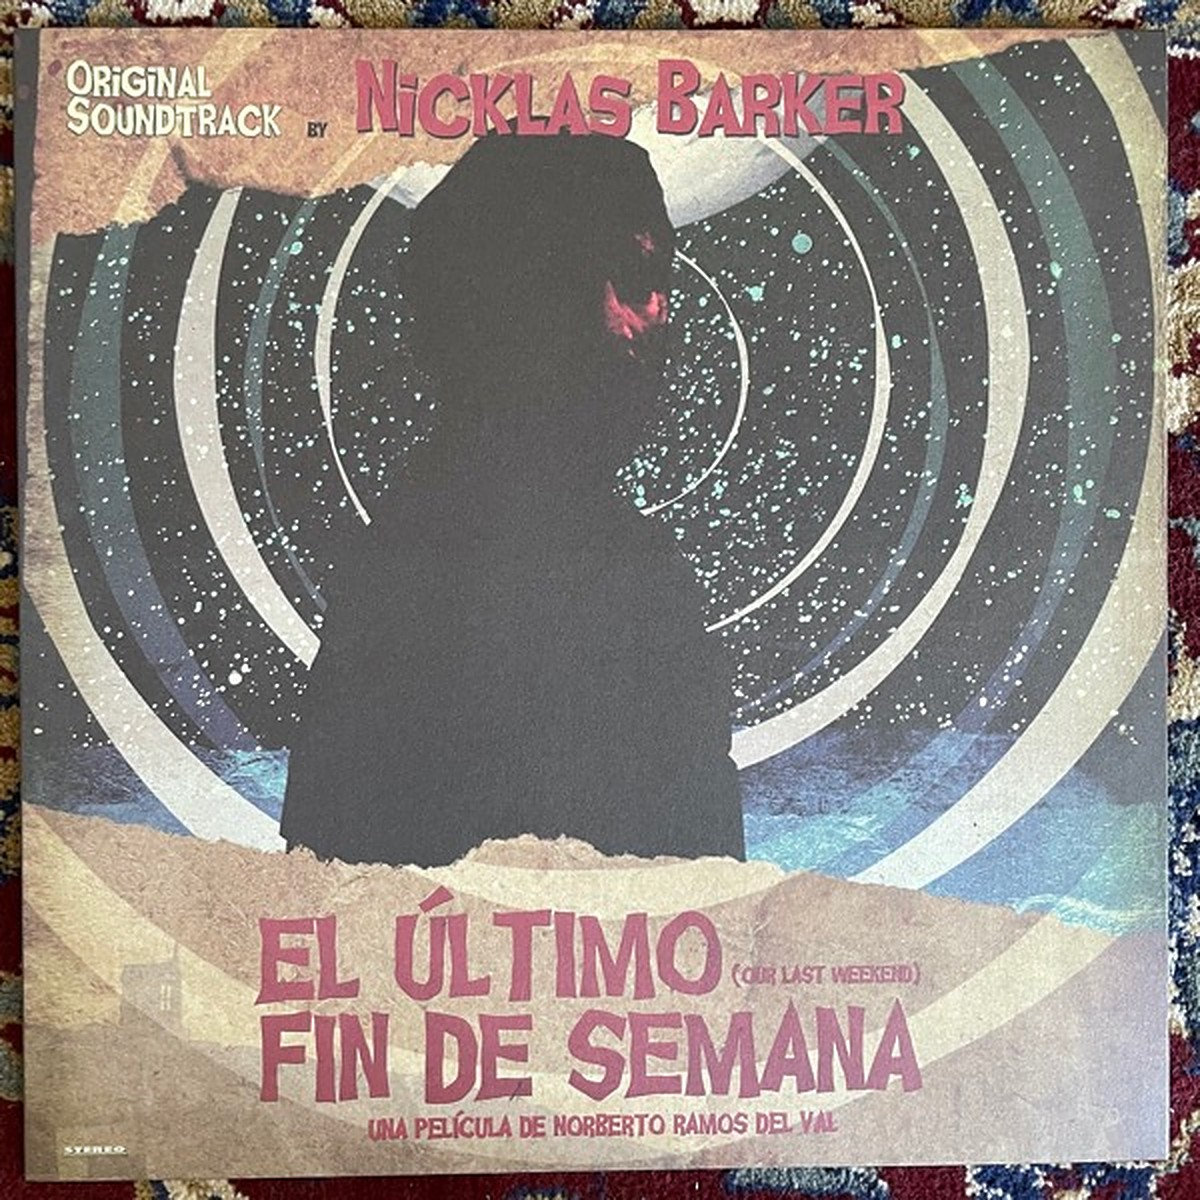 ORIGINAL
SOUNDTRACK BY NICKLAS BARKER
EL ÚLTIMO (OUR LAST WEEKEND)
FIN DE SEMANA
UNA PELÍCULA DE NORBERTO RAMOS DEL VAL
STEREO